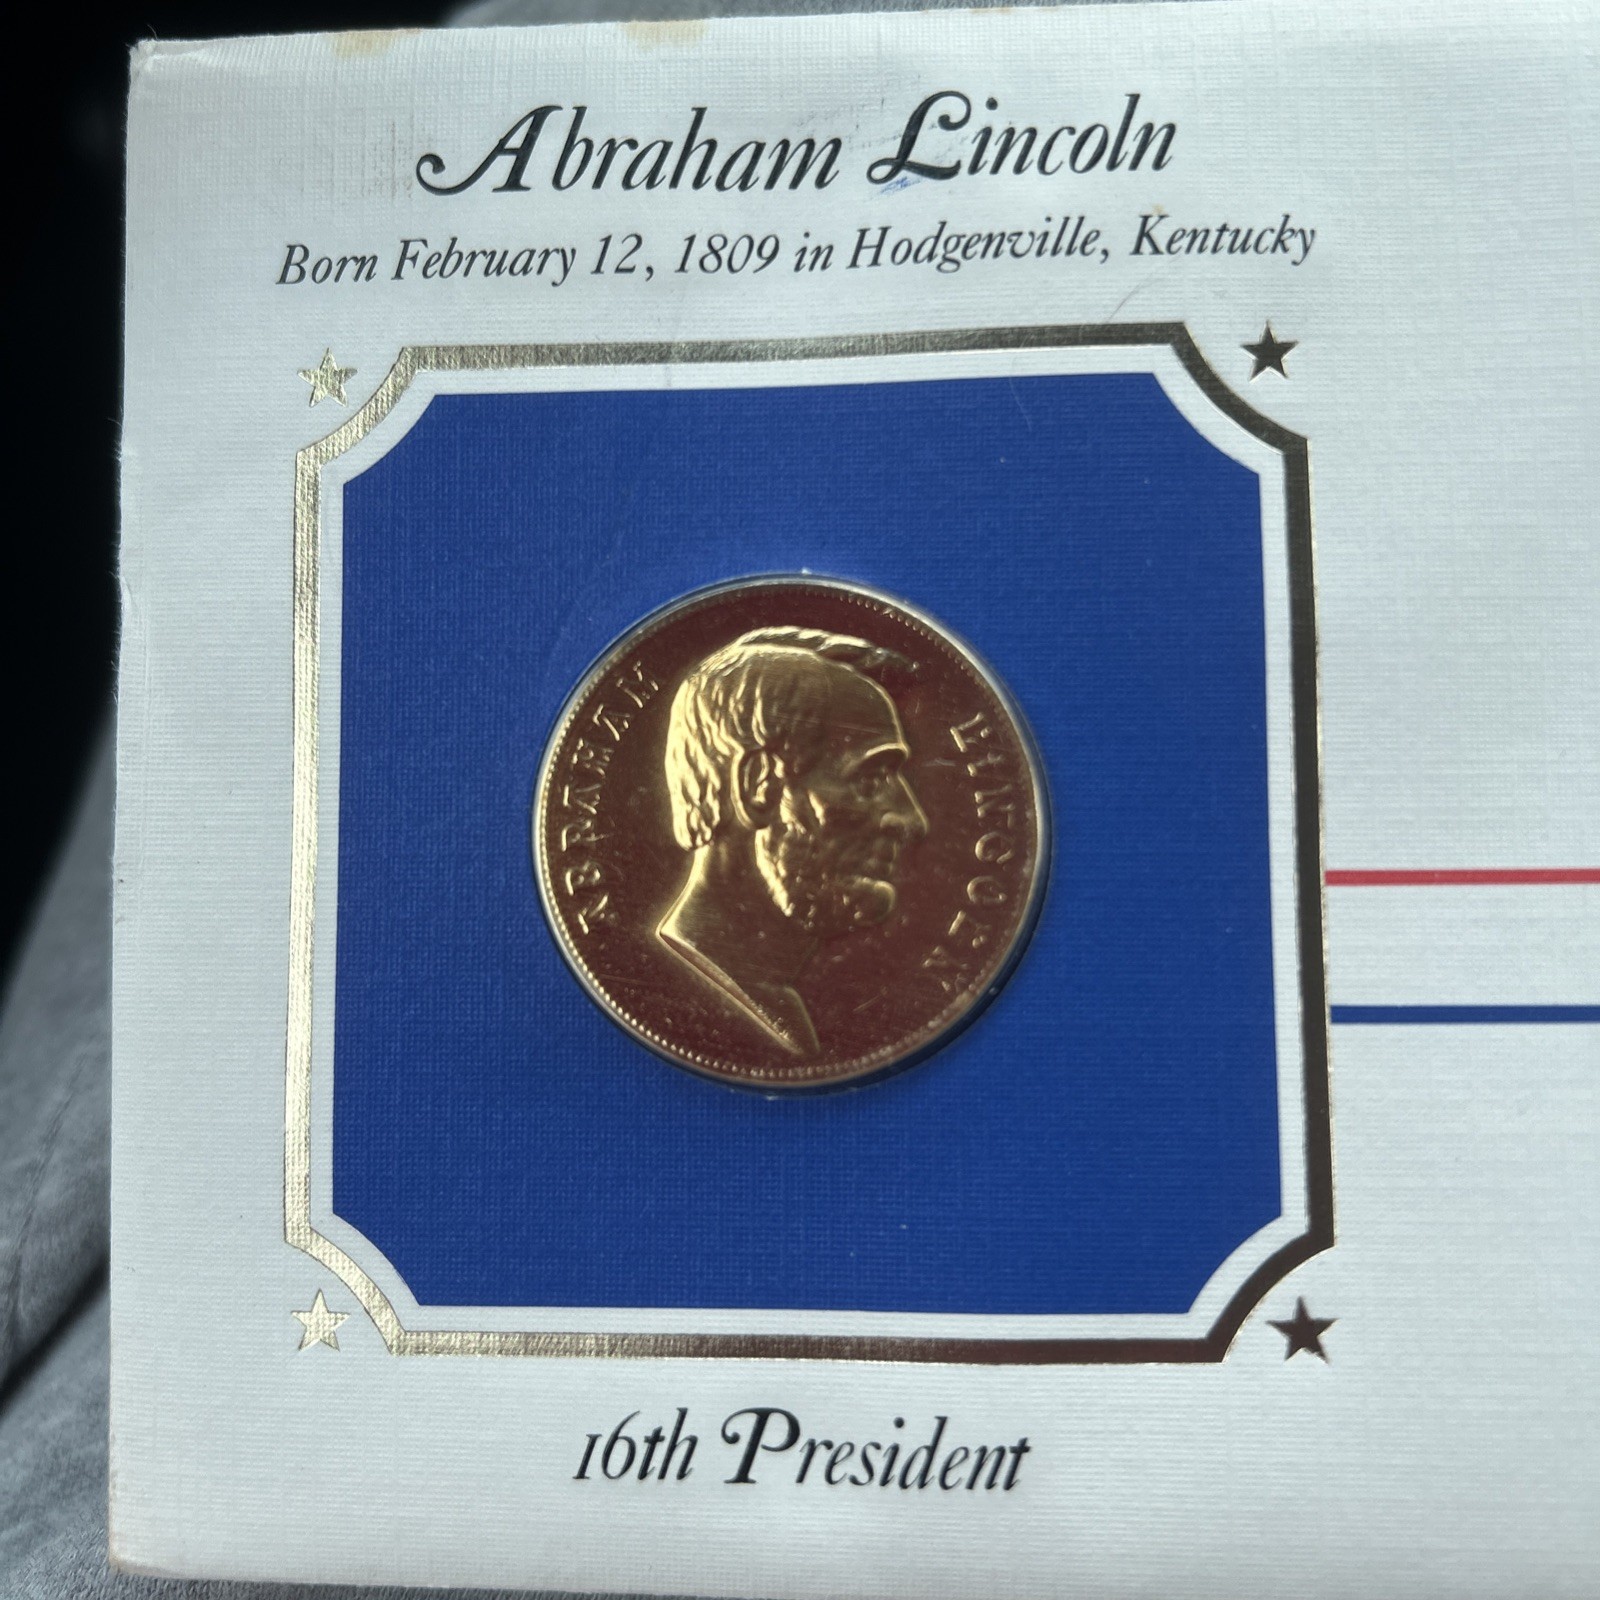 Abraham Lincoln
Born February 12, 1809 in Hodgenville, Kentucky
ABRAHAM LINCOLN
16th President